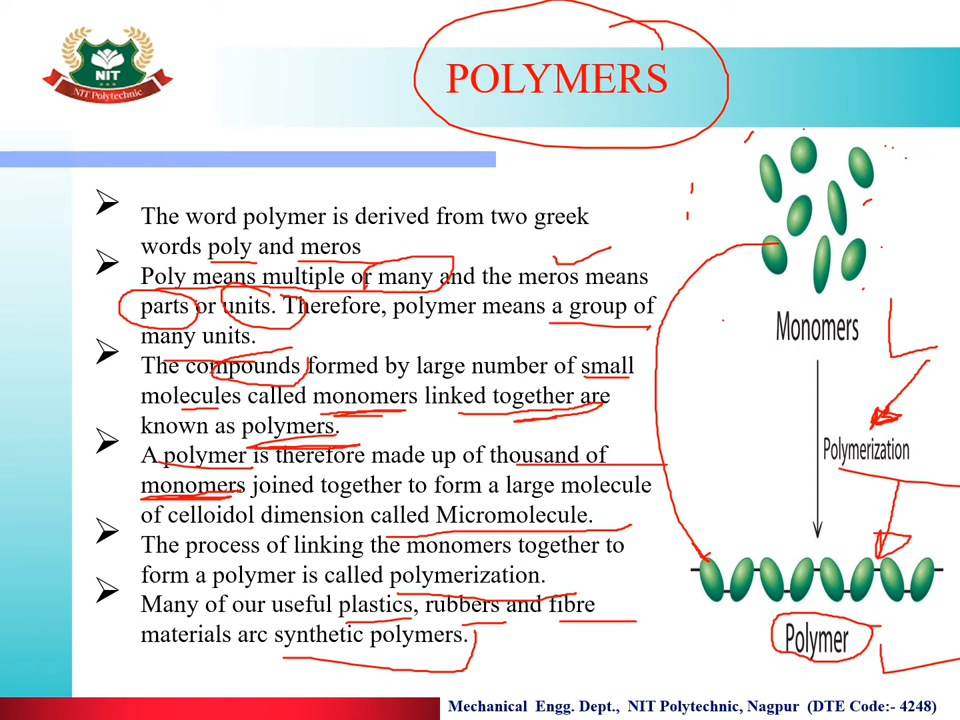 NIT
NIT Polytechnic
POLYMERS
➢ The word polymer is derived from two greek
words poly and meros
➢ Poly means multiple or many and the meros means
parts or units. Therefore, polymer means a group of
many units.
➢ The compounds formed by large number of small
molecules called monomers linked together are
known as polymers.
➢ A polymer is therefore made up of thousand of
monomers joined together to form a large molecule
of celloidol dimension called Micromolecule.
➢ The process of linking the monomers together to
form a polymer is called polymerization.
➢ Many of our useful plastics, rubbers and fibre
materials arc synthetic polymers.
Monomers
Polymerization
Polymer
Mechanical Engg. Dept., NIT Polytechnic, Nagpur (DTE Code:- 4248)